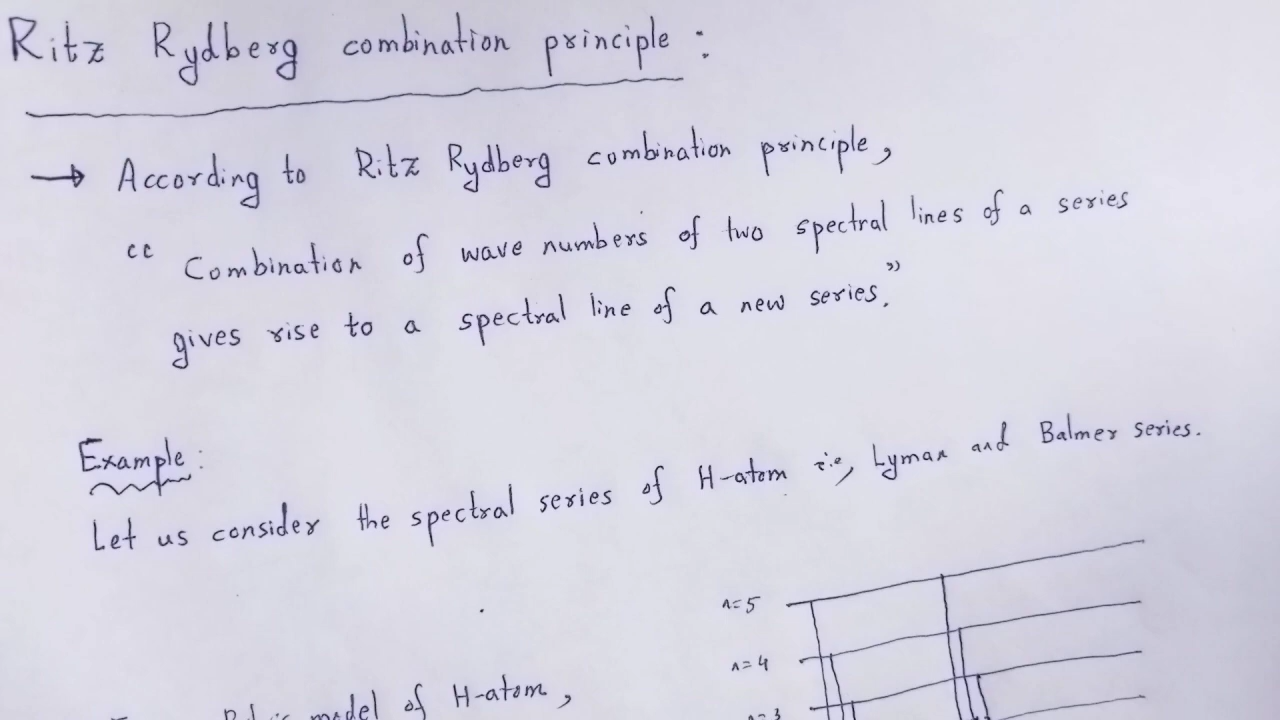 Ritz Rydberg combination principle :
→ According to Ritz Rydberg combination principle,
“ Combination of wave numbers of two spectral lines of a series
gives rise to a spectral line of a new series.”
Example :
Let us consider the spectral series of H-atom i.e, Lyman and Balmer series.
n=5
n=4
n=3
model of H-atom,